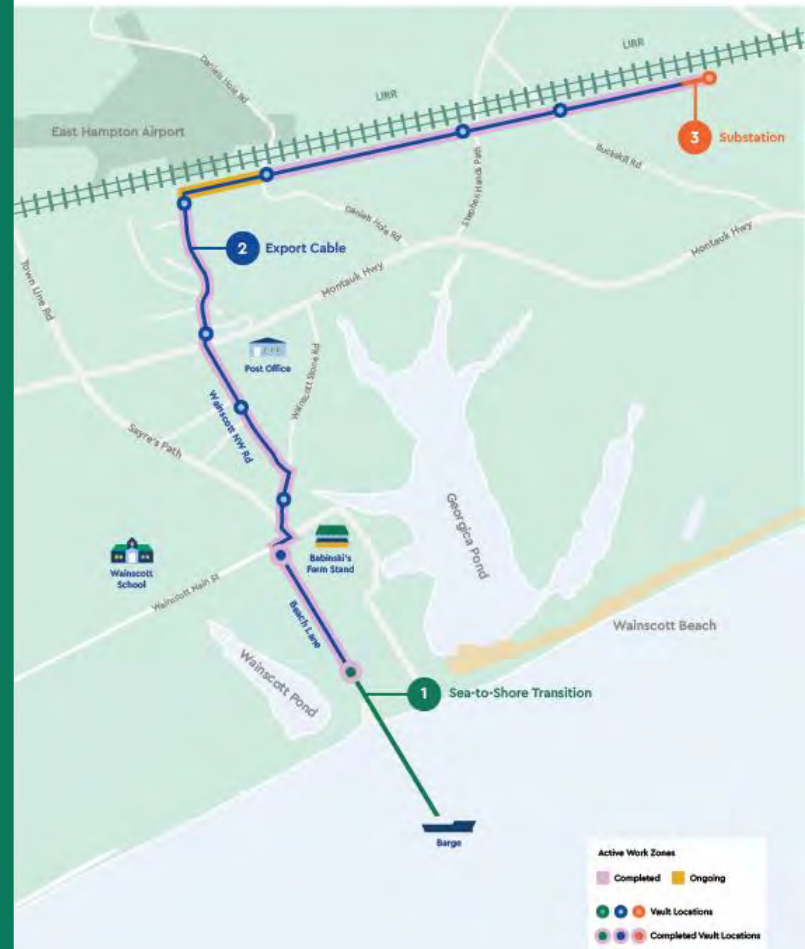 LIRR
LIRR
Daniels Hole Rd
East Hampton Airport
3 Substation
Buckskill Rd
Stephen Hands Path
Daniels Hole Rd
2 Export Cable
Montauk Hwy
Montauk Hwy
Town Line Rd
Post Office
Wainscott Stone Rd
Wainscott NW Rd
Sayre's Path
Georgica Pond
Babinski's
Farm Stand
Wainscott
School
Wainscott Main St
Beach Lane
Wainscott Beach
Wainscott Pond
1 Sea-to-Shore Transition
Barge
Active Work Zones
Completed
Ongoing
Vault Locations
Completed Vault Locations